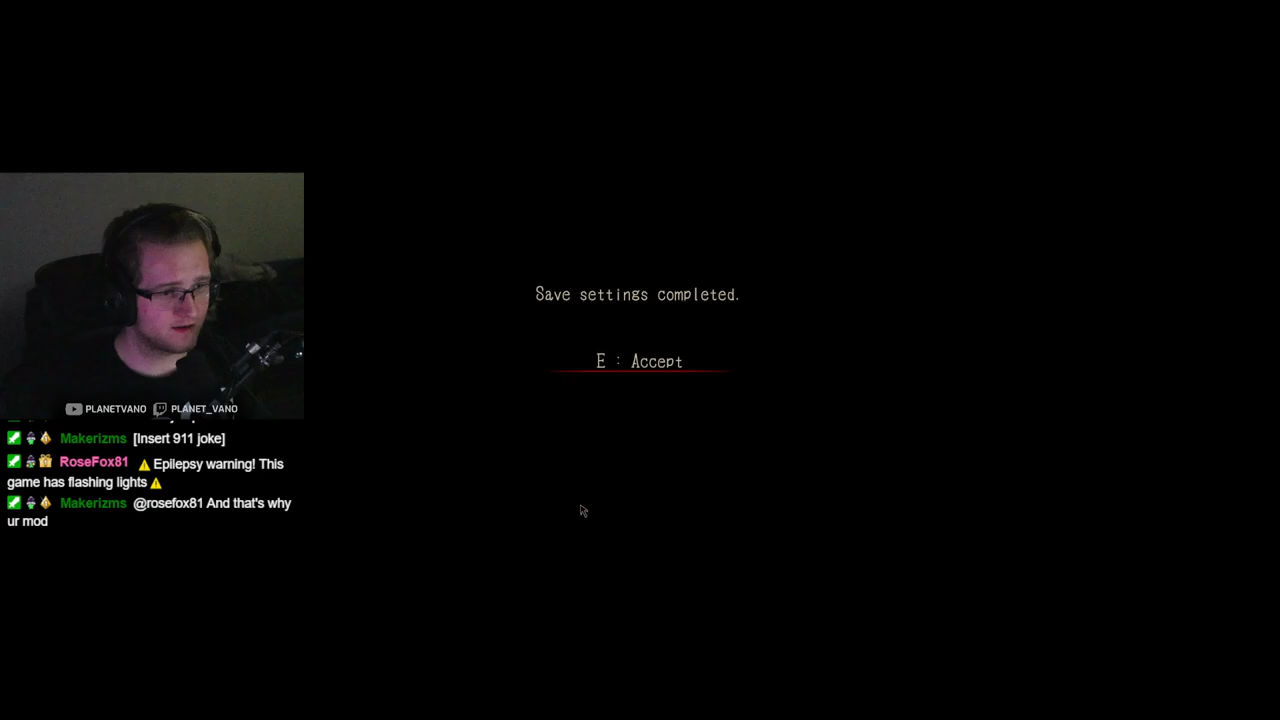 Save settings completed.
E : Accept
PLANETVANO PLANET_VANO
Makerizms [Insert 911 joke]
RoseFox81 ⚠ Epilepsy warning! This
game has flashing lights ⚠
Makerizms @rosefox81 And that's why
ur mod